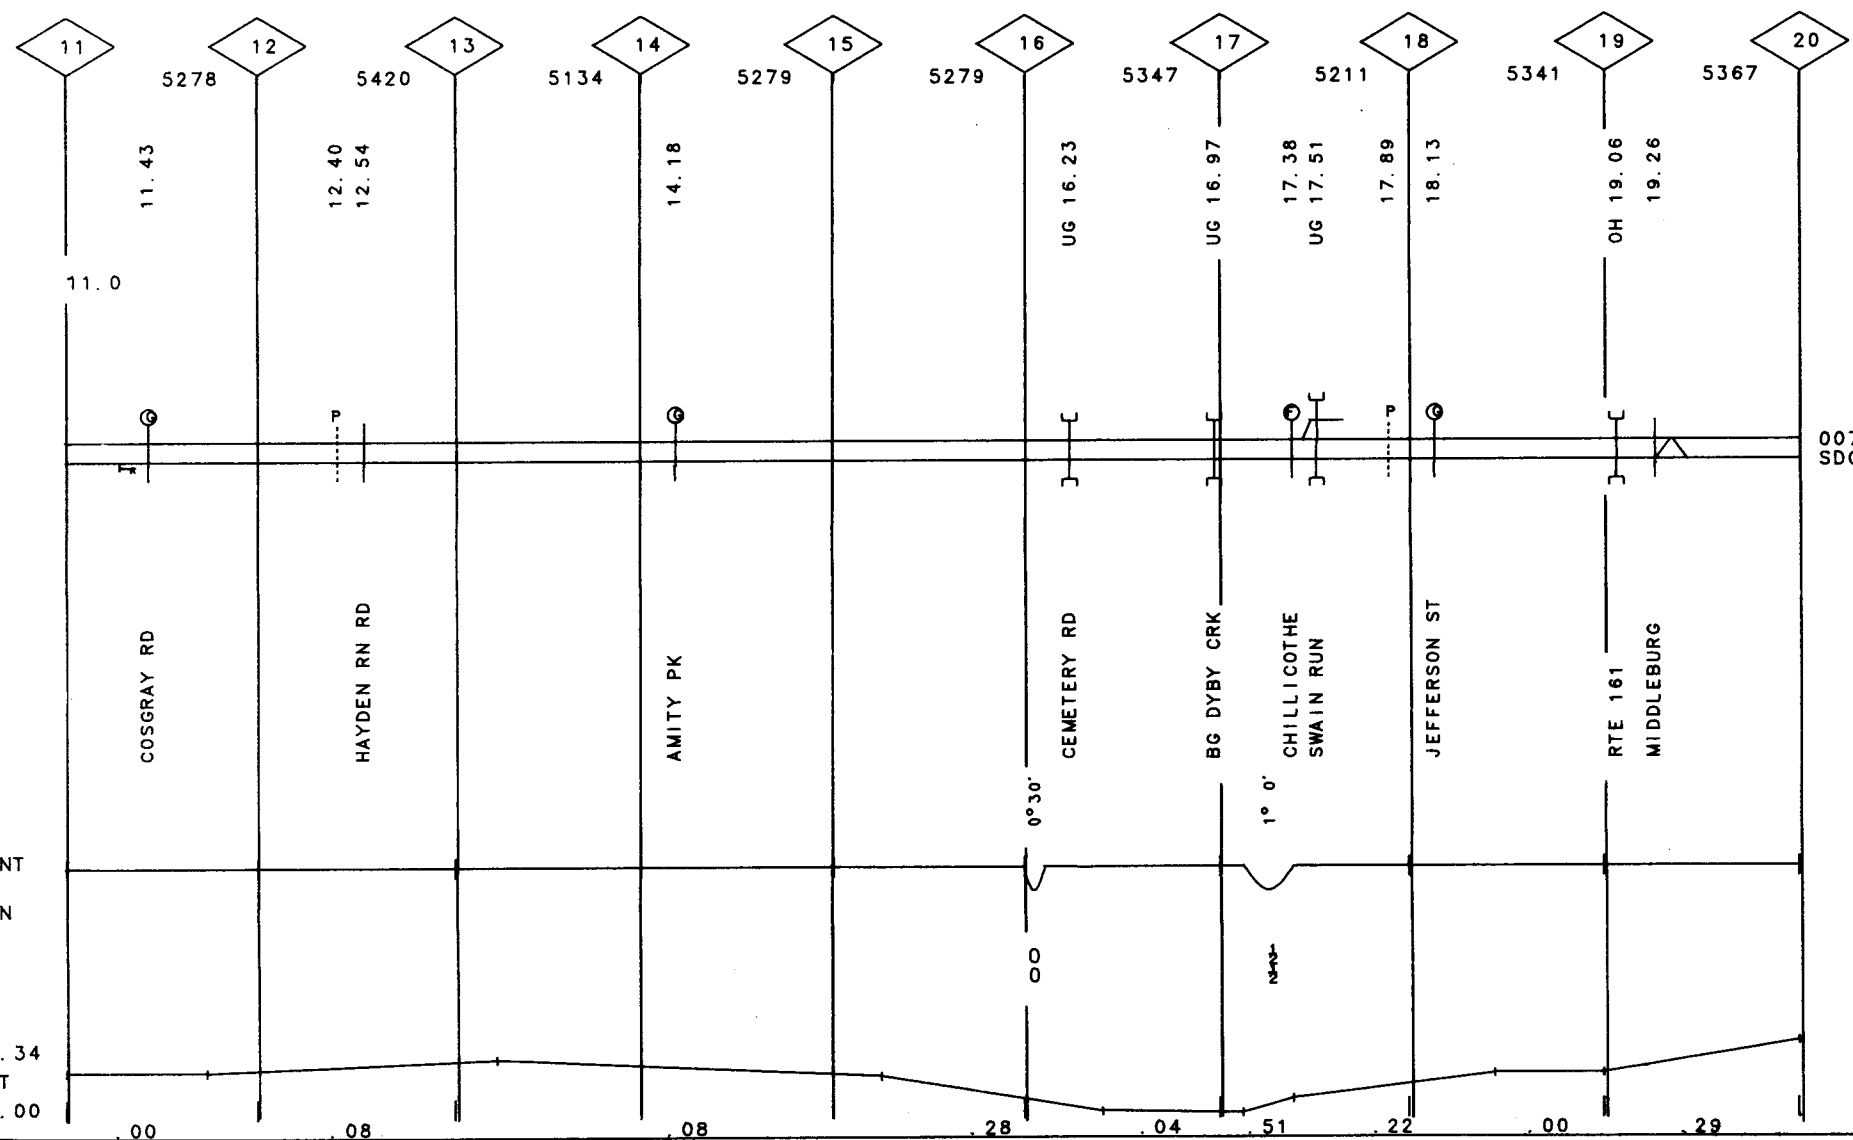 11 12 13 14 15 16 17 18 19 20
5278 5420 5134 5279 5279 5347 5211 5341 5367
11.43
12.40
12.54
14.18
UG 16.23
UG 16.97
17.38
UG 17.51
17.89
18.13
OH 19.06
19.26
11.0
G
P
G
F
P
G
007
SD
COSGRAY RD
HAYDEN RN RD
AMITY PK
CEMETERY RD
BG DYBY CRK
CHILLICOTHE
SWAIN RUN
JEFFERSON ST
RTE 161
MIDDLEBURG
0°30'
1° 0'
NT
N
0
0
.34
T
.00
.00 .08 .08 .28 .04 .51 .22 .00 .29